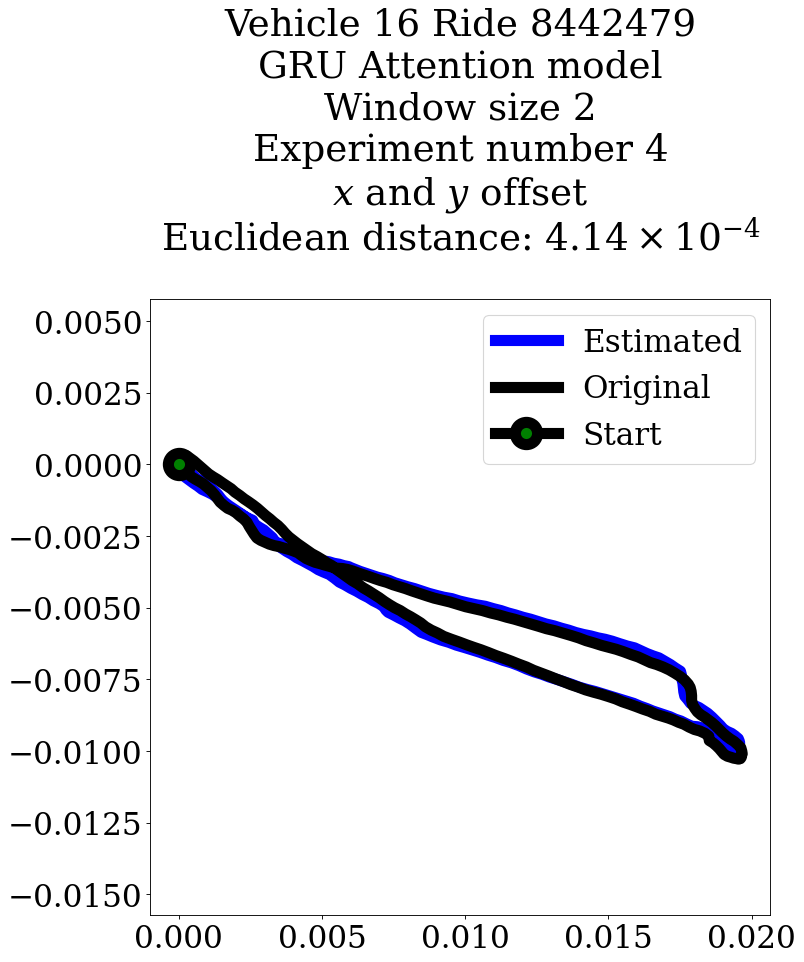 Vehicle 16 Ride 8442479
GRU Attention model
Window size 2
Experiment number 4
x and y offset
Euclidean distance: 4.14 × 10⁻⁴
Estimated
Original
Start
0.0050
0.0025
0.0000
−0.0025
−0.0050
−0.0075
−0.0100
−0.0125
−0.0150
0.000 0.005 0.010 0.015 0.020